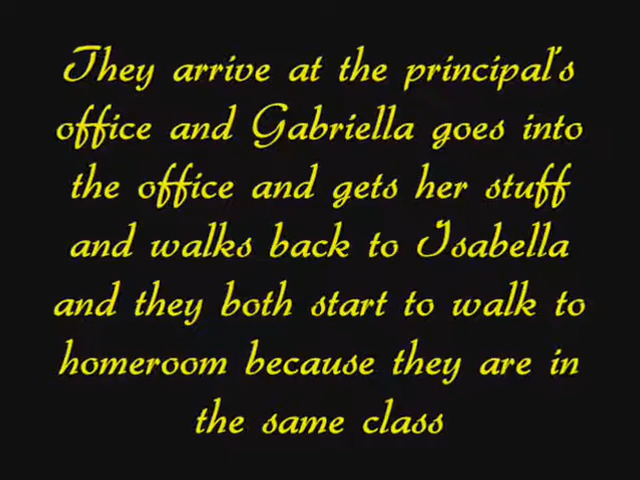 They arrive at the principal's
office and Gabriella goes into
the office and gets her stuff
and walks back to Isabella
and they both start to walk to
homeroom because they are in
the same class